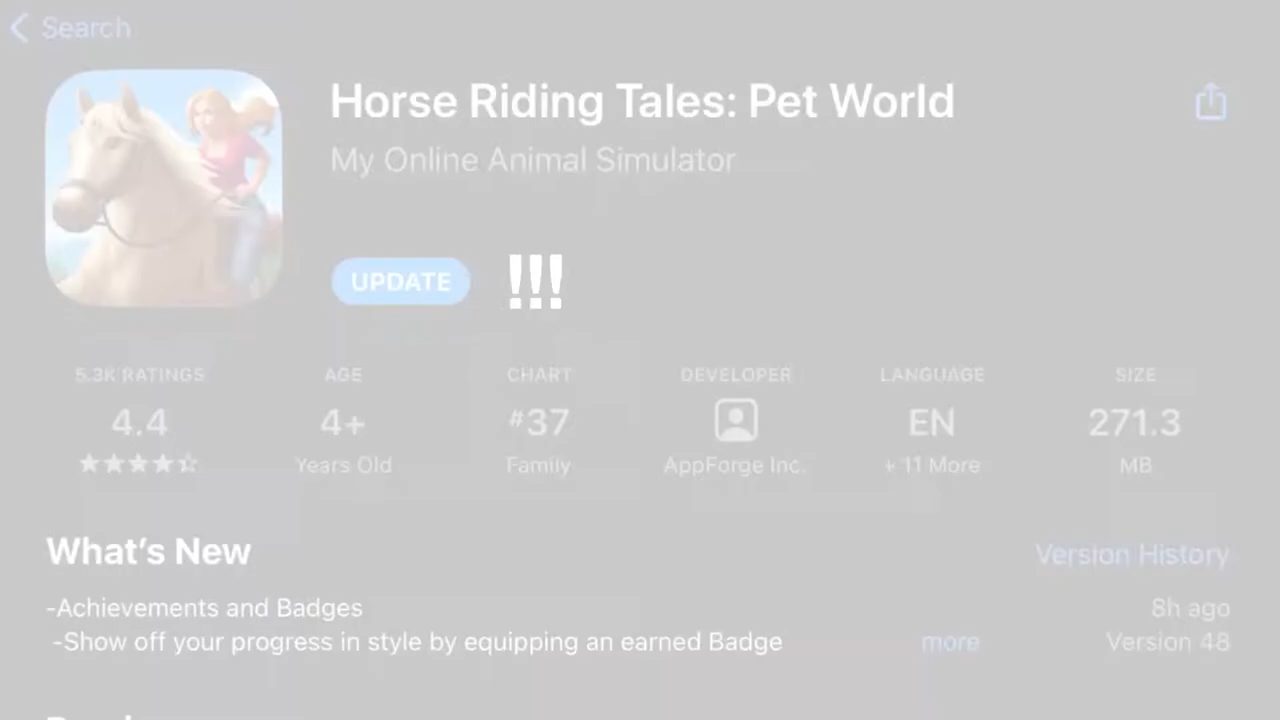 Search
Horse Riding Tales: Pet World
My Online Animal Simulator
UPDATE !!!
5.3K RATINGS AGE CHART DEVELOPER LANGUAGE SIZE
4.4 4+ #37 EN 271.3
Years Old Family AppForge Inc. + 11 More MB
What's New Version History
-Achievements and Badges 8h ago
-Show off your progress in style by equipping an earned Badge more Version 48